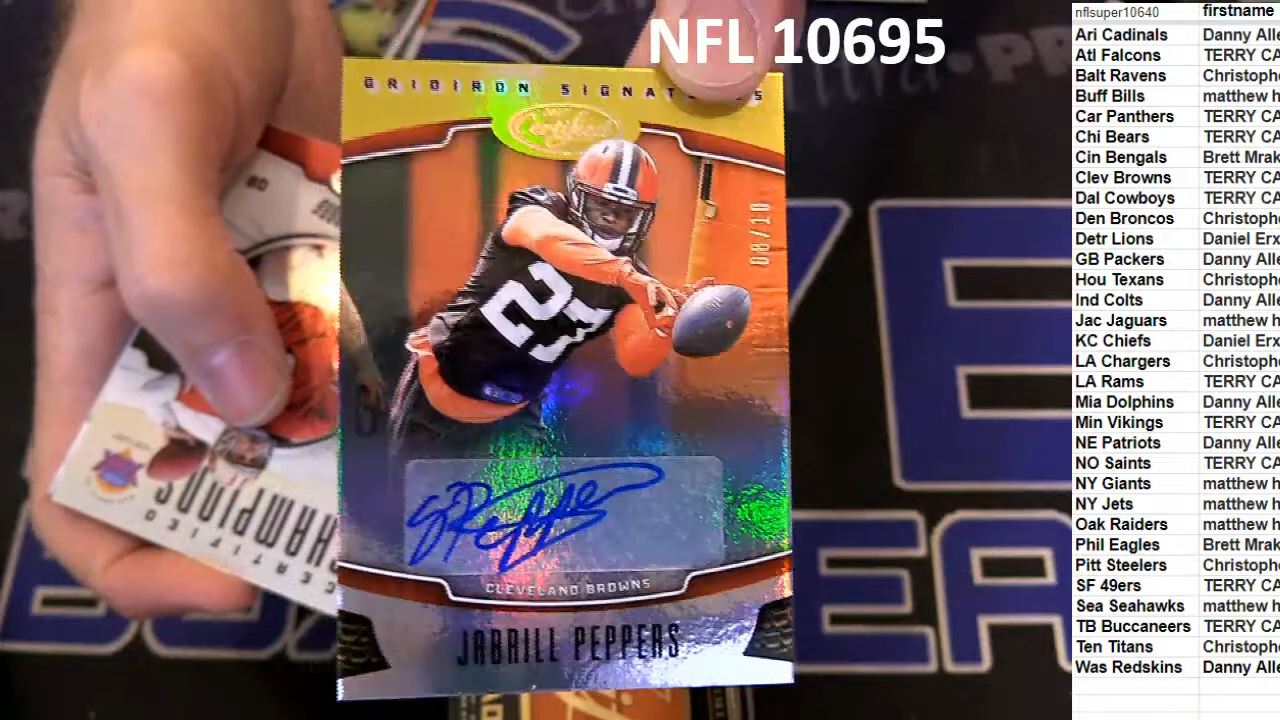 NFL 10695
GRIDIRON SIGNATURES
Certified
08/10
23
CLEVELAND BROWNS
JABRILL PEPPERS
CERTIFIED
CHAMPIONS
nflsuper10640 firstname
Ari Cadinals Danny Alle
Atl Falcons TERRY CA
Balt Ravens Christophe
Buff Bills matthew h
Car Panthers TERRY CA
Chi Bears TERRY CA
Cin Bengals Brett Mrak
Clev Browns TERRY CA
Dal Cowboys TERRY CA
Den Broncos Christophe
Detr Lions Daniel Erx
GB Packers Danny Alle
Hou Texans Christophe
Ind Colts Danny Alle
Jac Jaguars matthew h
KC Chiefs Daniel Erx
LA Chargers Christophe
LA Rams TERRY CA
Mia Dolphins Danny Alle
Min Vikings TERRY CA
NE Patriots Danny Alle
NO Saints TERRY CA
NY Giants matthew h
NY Jets matthew h
Oak Raiders matthew h
Phil Eagles Brett Mrak
Pitt Steelers Christophe
SF 49ers TERRY CA
Sea Seahawks matthew h
TB Buccaneers TERRY CA
Ten Titans Christophe
Was Redskins Danny Alle